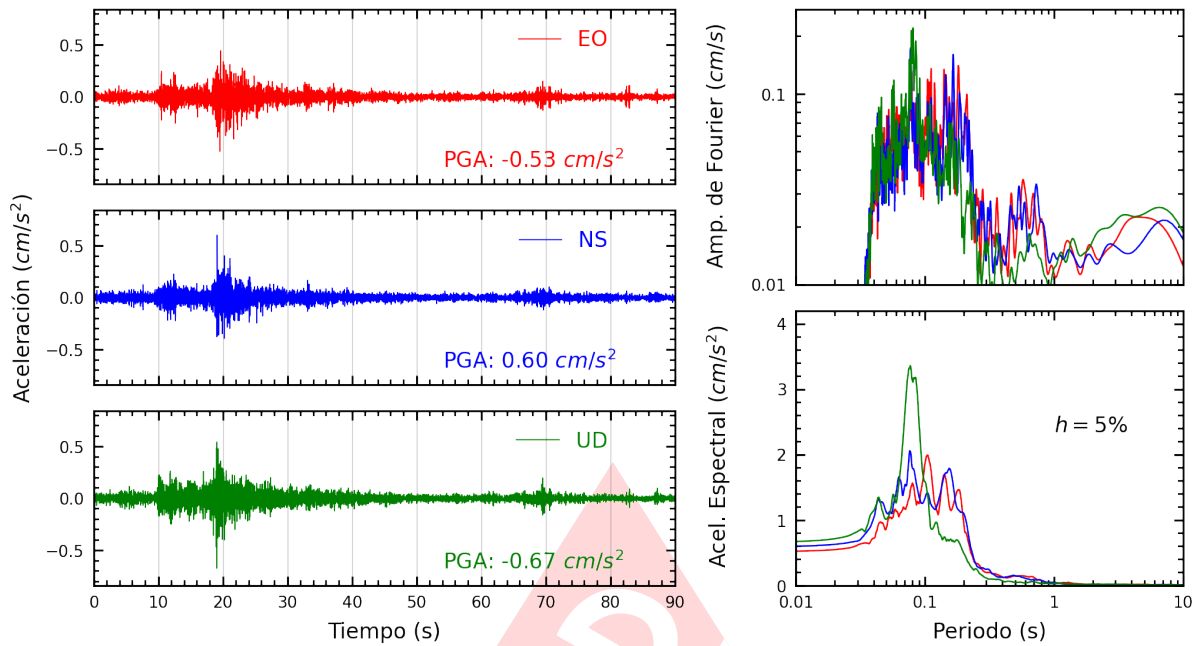 Aceleración (cm/s²)
0.5
0.0
−0.5
EO
PGA: -0.53 cm/s²
0.5
0.0
−0.5
NS
PGA: 0.60 cm/s²
0.5
0.0
−0.5
UD
PGA: -0.67 cm/s²
0 10 20 30 40 50 60 70 80 90
Tiempo (s)
Amp. de Fourier (cm/s)
0.1
0.01
Acel. Espectral (cm/s²)
4
3
2
1
0
h = 5%
0.01 0.1 1 10
Periodo (s)